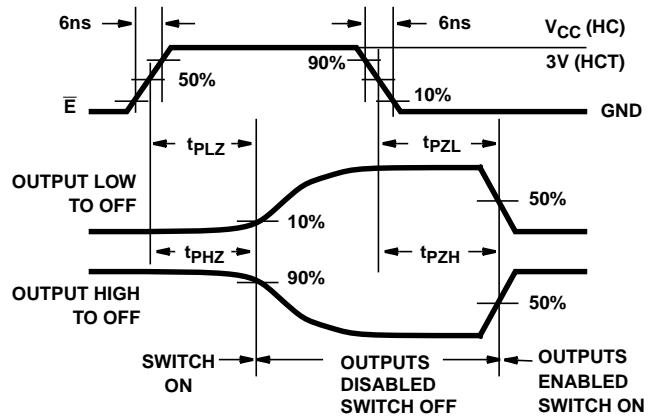 6ns
6ns
VCC (HC)
3V (HCT)
90%
50%
10%
E̅
GND
tPLZ
tPZL
OUTPUT LOW
TO OFF
50%
10%
tPHZ
tPZH
90%
OUTPUT HIGH
TO OFF
50%
SWITCH
ON
OUTPUTS
DISABLED
SWITCH OFF
OUTPUTS
ENABLED
SWITCH ON